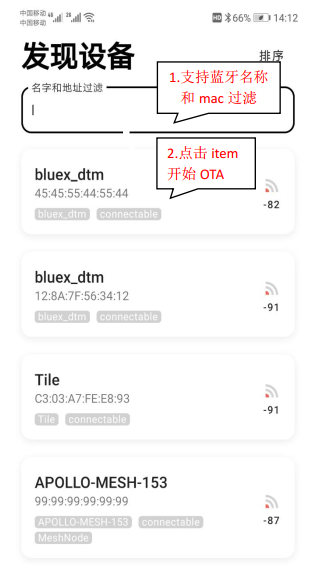 中国移动 4G 2G HD 66% 14:12
中国移动
发现设备
排序
1.支持蓝牙名称
和 mac 过滤
名字和地址过滤
2.点击 item
开始 OTA
bluex_dtm
45:45:55:44:55:44
bluex_dtm connectable
-82
bluex_dtm
12:8A:7F:56:34:12
bluex_dtm connectable
-91
Tile
C3:03:A7:FE:E8:93
Tile connectable
-91
APOLLO-MESH-153
99:99:99:99:99:99
APOLLO-MESH-153 connectable
MeshNode
-87